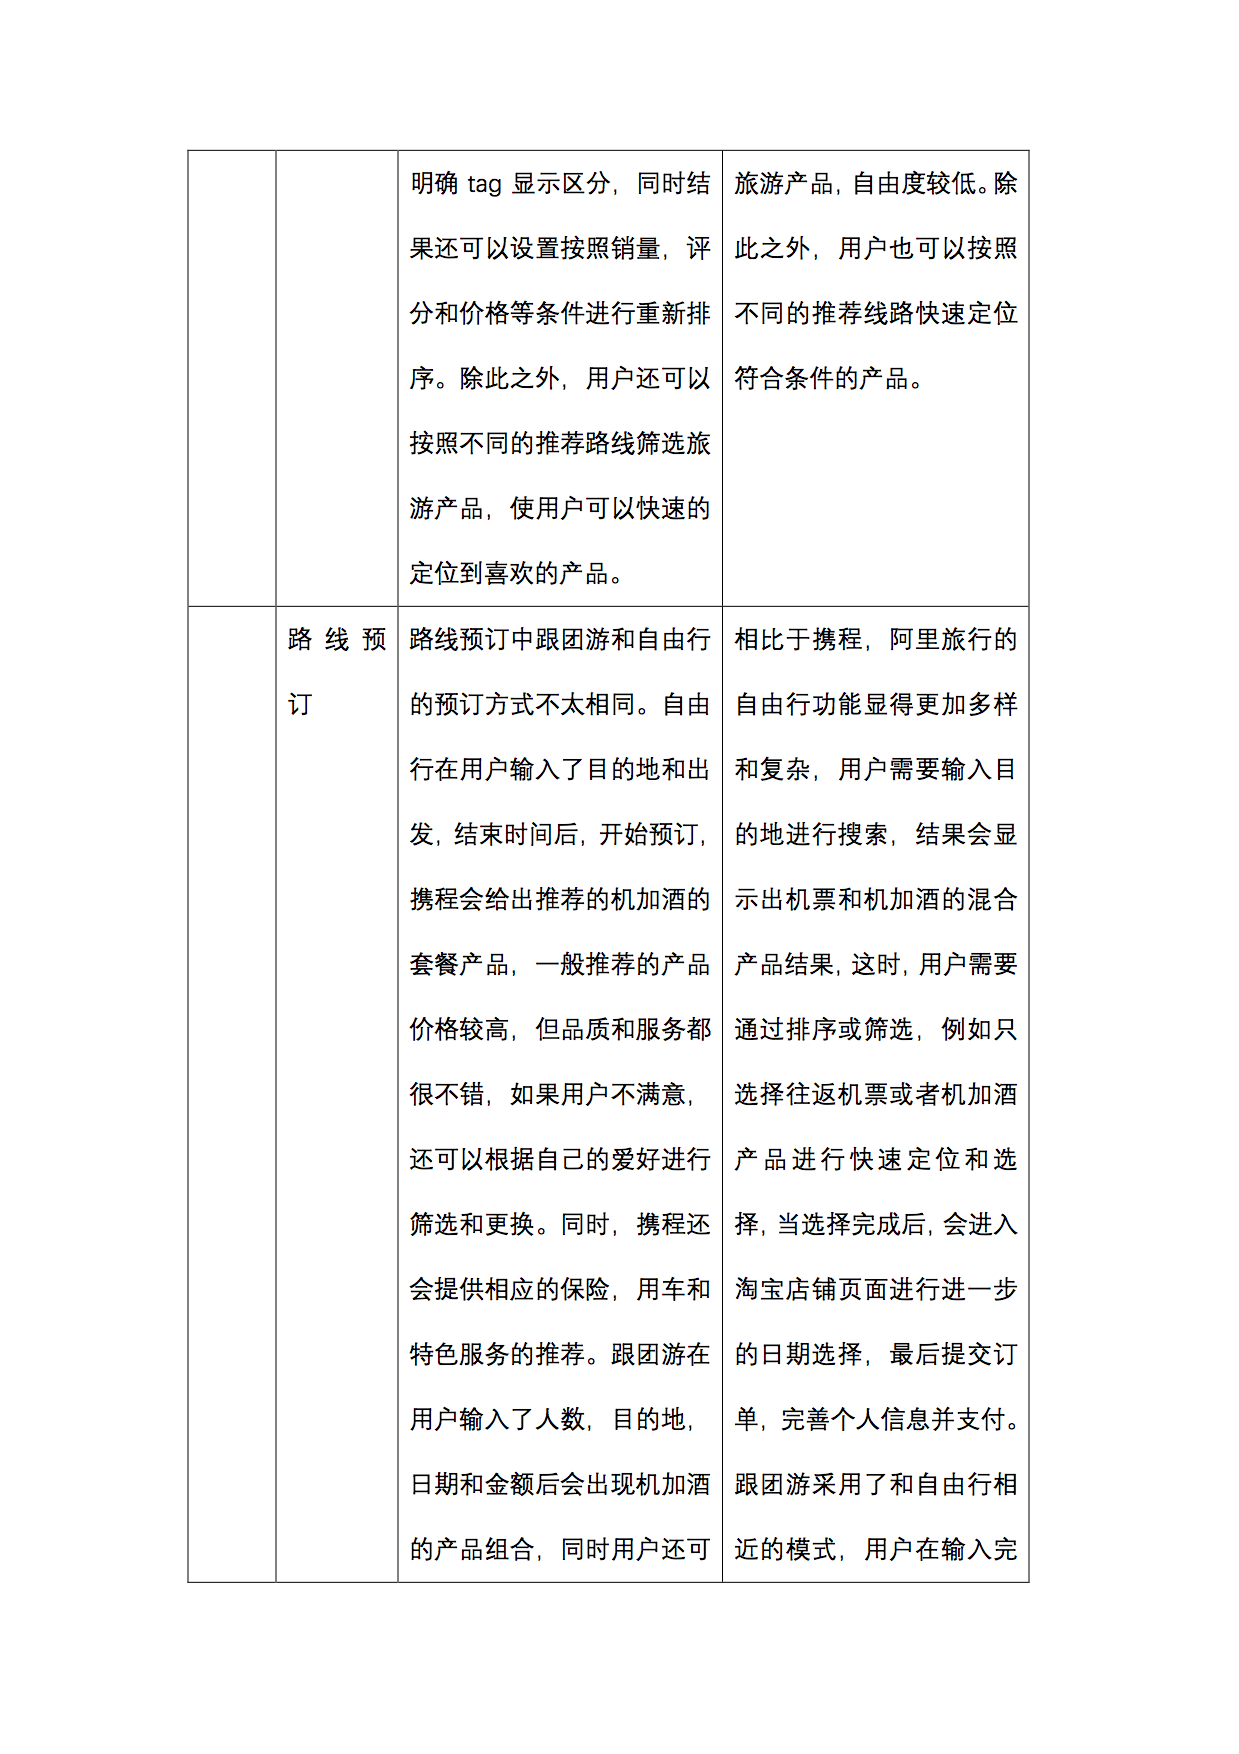 明确 tag 显示区分，同时结
果还可以设置按照销量，评
分和价格等条件进行重新排
序。除此之外，用户还可以
按照不同的推荐路线筛选旅
游产品，使用户可以快速的
定位到喜欢的产品。
旅游产品，自由度较低。除
此之外，用户也可以按照
不同的推荐线路快速定位
符合条件的产品。
路线预
订
路线预订中跟团游和自由行
的预订方式不太相同。自由
行在用户输入了目的地和出
发，结束时间后，开始预订，
携程会给出推荐的机加酒的
套餐产品，一般推荐的产品
价格较高，但品质和服务都
很不错，如果用户不满意，
还可以根据自己的爱好进行
筛选和更换。同时，携程还
会提供相应的保险，用车和
特色服务的推荐。跟团游在
用户输入了人数，目的地，
日期和金额后会出现机加酒
的产品组合，同时用户还可
相比于携程，阿里旅行的
自由行功能显得更加多样
和复杂，用户需要输入目
的地进行搜索，结果会显
示出机票和机加酒的混合
产品结果，这时，用户需要
通过排序或筛选，例如只
选择往返机票或者机加酒
产品进行快速定位和选
择，当选择完成后，会进入
淘宝店铺页面进行进一步
的日期选择，最后提交订
单，完善个人信息并支付。
跟团游采用了和自由行相
近的模式，用户在输入完